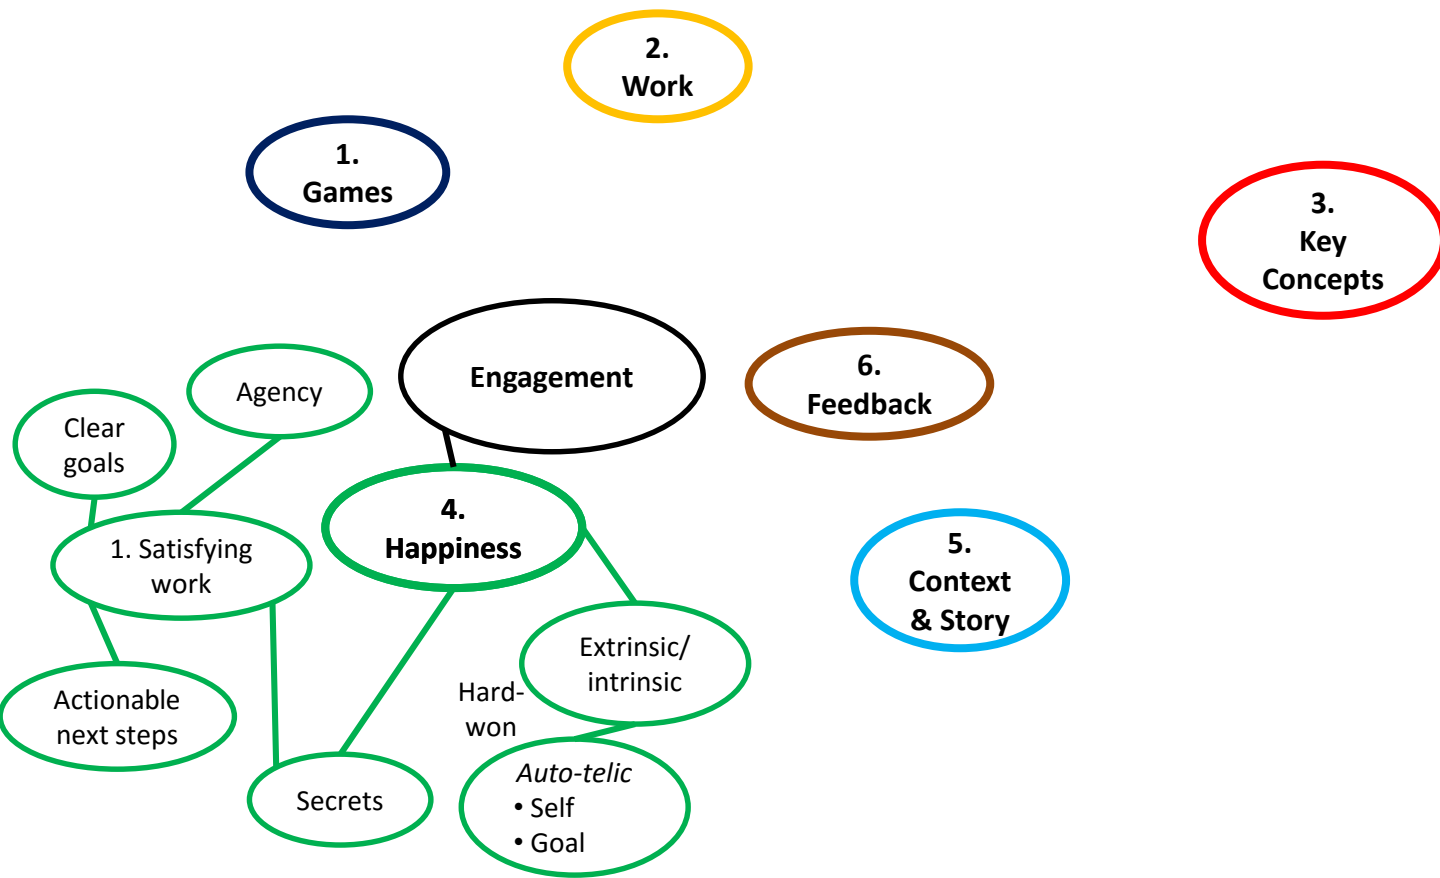 2.
Work
1.
Games
3.
Key
Concepts
Engagement
6.
Feedback
Agency
Clear
goals
4.
Happiness
1. Satisfying
work
5.
Context
& Story
Extrinsic/
intrinsic
Hard-
won
Actionable
next steps
Secrets
Auto-telic
• Self
• Goal